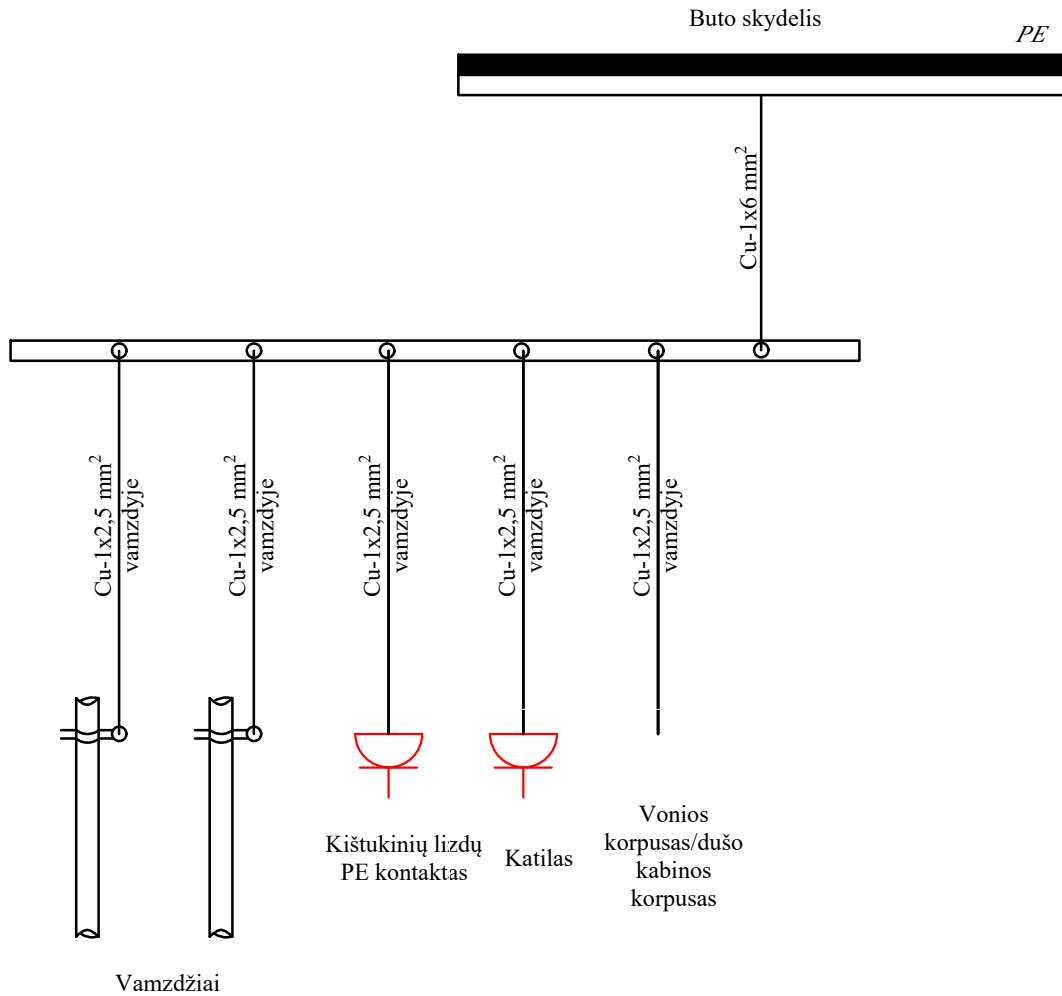 Buto skydelis
PE
Cu-1x6 mm²
Cu-1x2,5 mm²
vamzdyje
Cu-1x2,5 mm²
vamzdyje
Cu-1x2,5 mm²
vamzdyje
Cu-1x2,5 mm²
vamzdyje
Cu-1x2,5 mm²
vamzdyje
Kištukinių lizdų
PE kontaktas
Katilas
Vonios
korpusas/dušo
kabinos
korpusas
Vamzdžiai